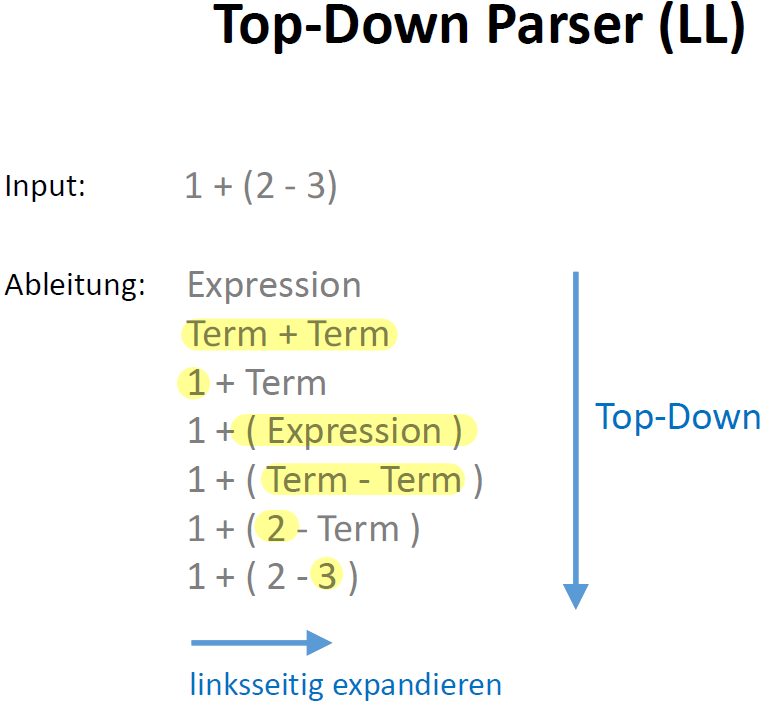 Top-Down Parser (LL)
Input: 1 + (2 - 3)
Ableitung: Expression
Term + Term
1 + Term
1 + ( Expression )
1 + ( Term - Term )
1 + ( 2 - Term )
1 + ( 2 - 3 )
Top-Down
linksseitig expandieren